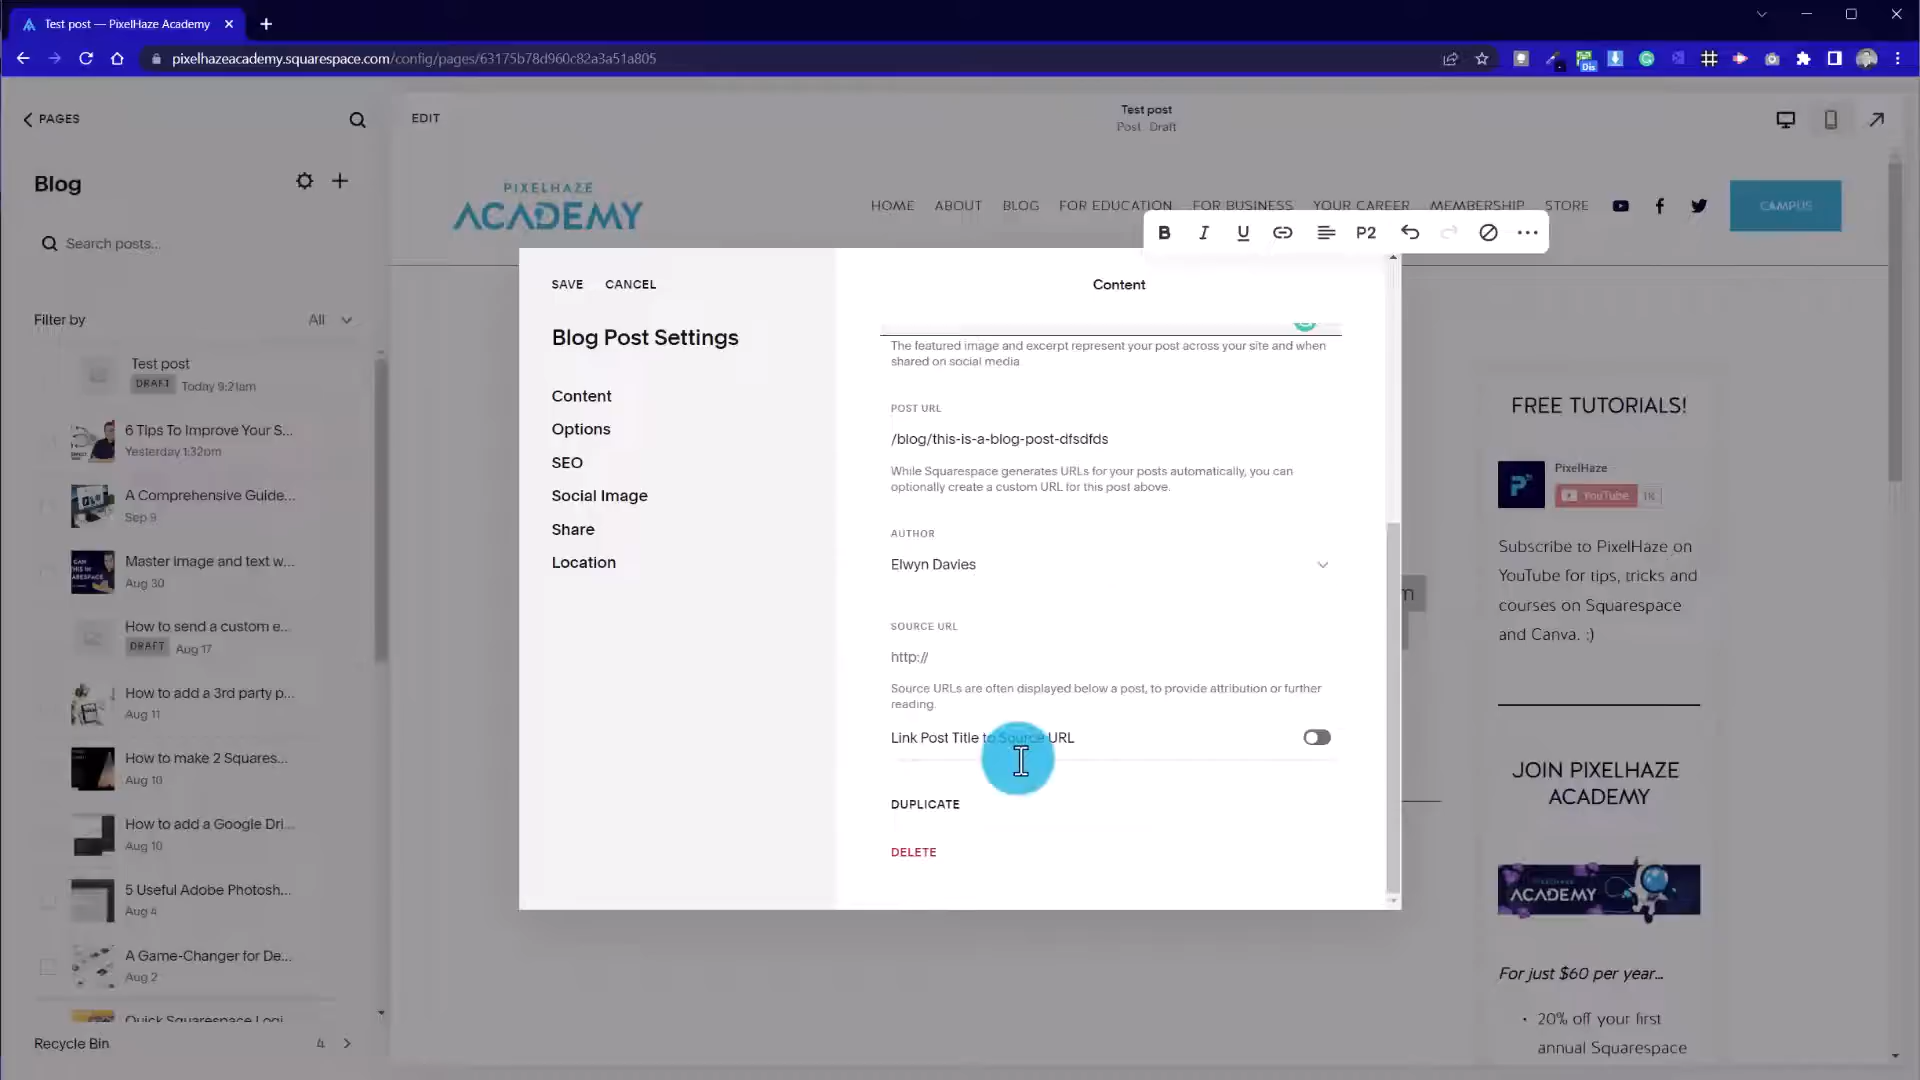 Test post — PixelHaze Academy
pixelhazeacademy.squarespace.com/config/pages/63175b78d960c82a3a51a805
Dis
PAGES
EDIT
Test post
Post · Draft
Blog
Search posts...
Filter by
All
Test post
DRAFT Today 9:21am
6 Tips To Improve Your S...
Yesterday 1:32pm
A Comprehensive Guide...
Sep 9
Master image and text w...
Aug 30
How to send a custom e...
DRAFT Aug 17
How to add a 3rd party p...
Aug 11
How to make 2 Squares...
Aug 10
How to add a Google Dri...
Aug 10
5 Useful Adobe Photosh...
Aug 4
A Game-Changer for De...
Aug 2
Quick Squarespace Logi...
Recycle Bin
4
PIXELHAZE
ACADEMY
HOME ABOUT BLOG FOR EDUCATION FOR BUSINESS YOUR CAREER MEMBERSHIP STORE
CAMPUS
B I U P2
SAVE CANCEL
Blog Post Settings
Content
Options
SEO
Social Image
Share
Location
Content
The featured image and excerpt represent your post across your site and when
shared on social media
POST URL
/blog/this-is-a-blog-post-dfsdfds
While Squarespace generates URLs for your posts automatically, you can
optionally create a custom URL for this post above.
AUTHOR
Elwyn Davies
SOURCE URL
http://
Source URLs are often displayed below a post, to provide attribution or further
reading.
Link Post Title to Source URL
DUPLICATE
DELETE
FREE TUTORIALS!
PixelHaze
YouTube 1K
Subscribe to PixelHaze on
YouTube for tips, tricks and
courses on Squarespace
and Canva. ;)
JOIN PIXELHAZE
ACADEMY
PIXELHAZE
ACADEMY
For just $60 per year...
• 20% off your first
annual Squarespace